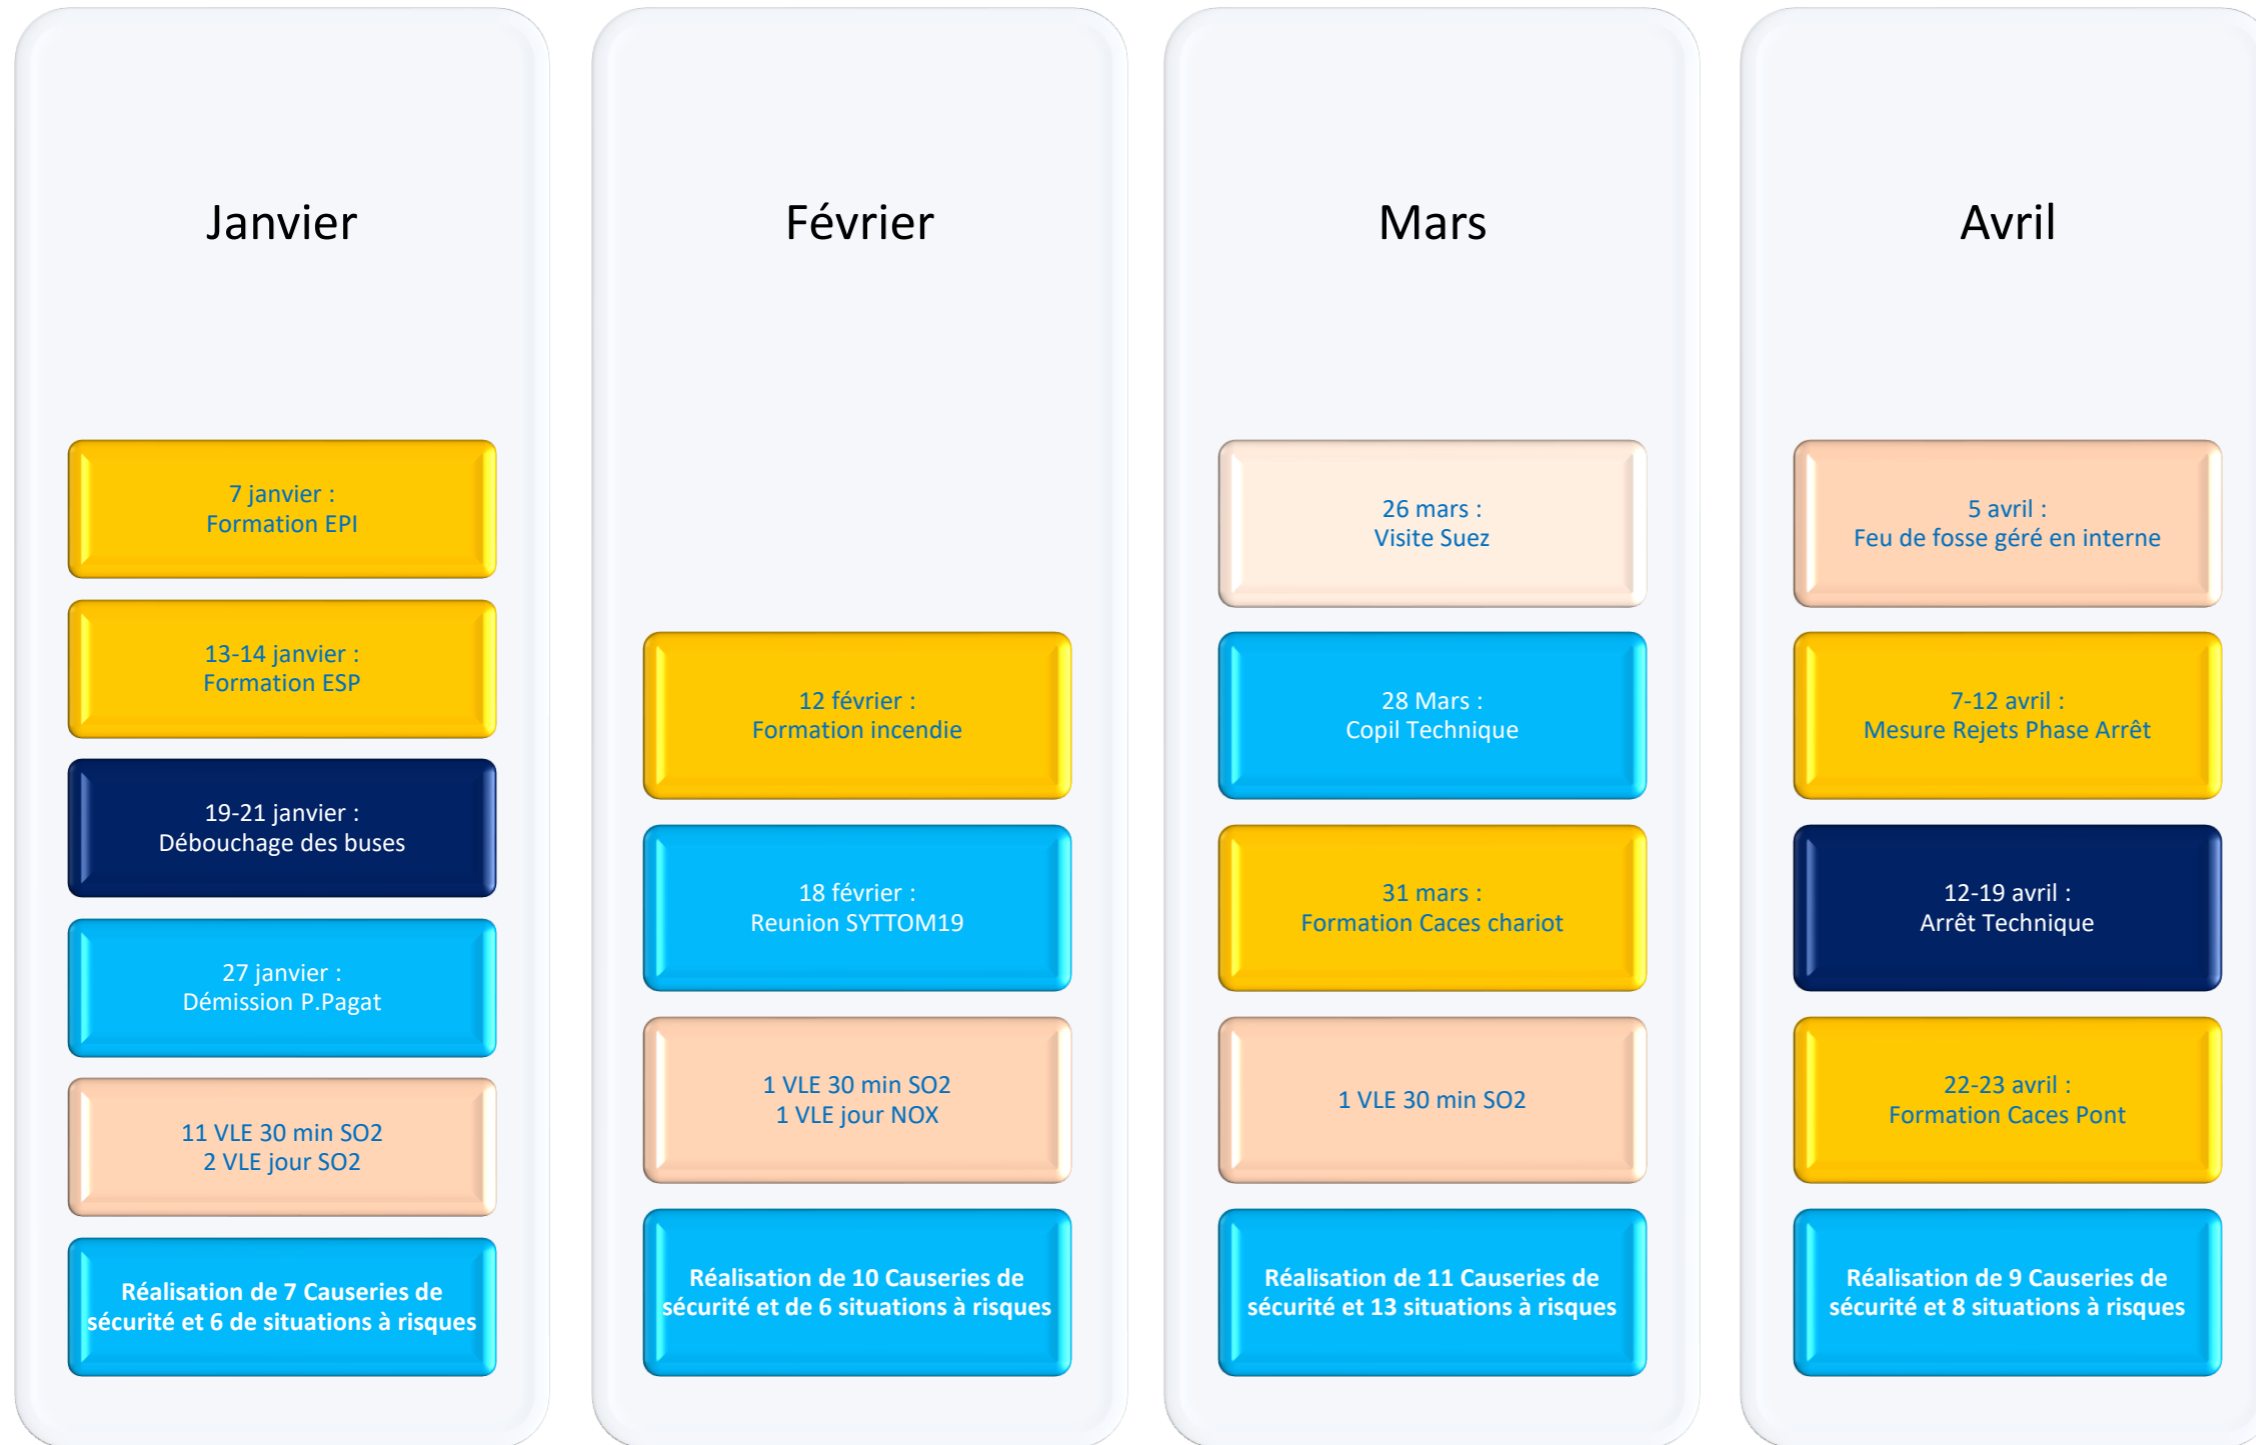 Janvier
7 janvier :
Formation EPI
13-14 janvier :
Formation ESP
19-21 janvier :
Débouchage des buses
27 janvier :
Démission P.Pagat
11 VLE 30 min SO2
2 VLE jour SO2
Réalisation de 7 Causeries de
sécurité et 6 de situations à risques
Février
12 février :
Formation incendie
18 février :
Reunion SYTTOM19
1 VLE 30 min SO2
1 VLE jour NOX
Réalisation de 10 Causeries de
sécurité et de 6 situations à risques
Mars
26 mars :
Visite Suez
28 Mars :
Copil Technique
31 mars :
Formation Caces chariot
1 VLE 30 min SO2
Réalisation de 11 Causeries de
sécurité et 13 situations à risques
Avril
5 avril :
Feu de fosse géré en interne
7-12 avril :
Mesure Rejets Phase Arrêt
12-19 avril :
Arrêt Technique
22-23 avril :
Formation Caces Pont
Réalisation de 9 Causeries de
sécurité et 8 situations à risques